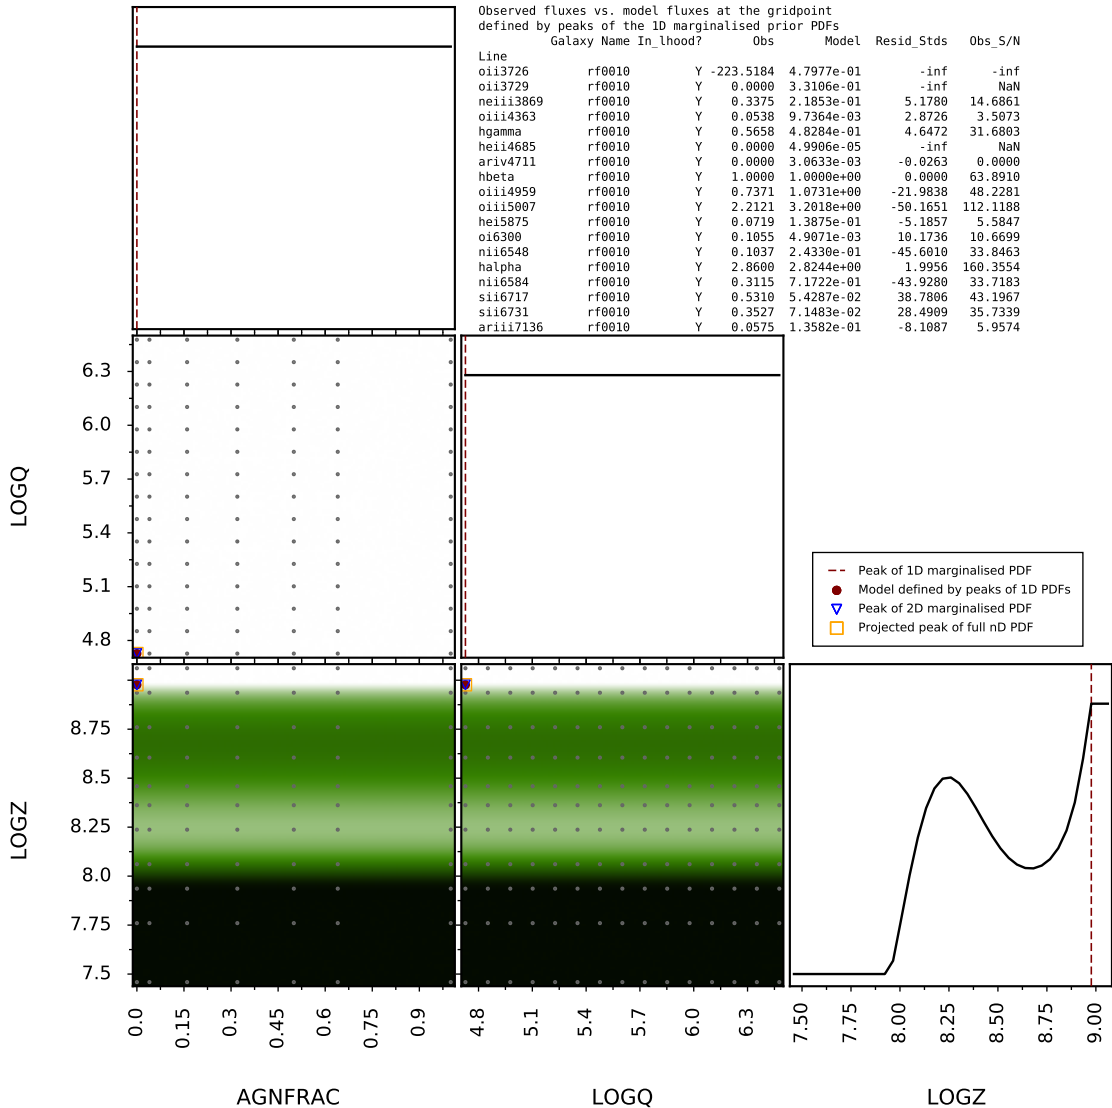 Observed fluxes vs. model fluxes at the gridpoint
defined by peaks of the 1D marginalised prior PDFs
Galaxy Name In_lhood? Obs Model Resid_Stds Obs_S/N
Line
oii3726 rf0010 Y -223.5184 4.7977e-01 -inf -inf
oii3729 rf0010 Y 0.0000 3.3106e-01 -inf NaN
neiii3869 rf0010 Y 0.3375 2.1853e-01 5.1780 14.6861
oiii4363 rf0010 Y 0.0538 9.7364e-03 2.8726 3.5073
hgamma rf0010 Y 0.5658 4.8284e-01 4.6472 31.6803
heii4685 rf0010 Y 0.0000 4.9906e-05 -inf NaN
ariv4711 rf0010 Y 0.0000 3.0633e-03 -0.0263 0.0000
hbeta rf0010 Y 1.0000 1.0000e+00 0.0000 63.8910
oiii4959 rf0010 Y 0.7371 1.0731e+00 -21.9838 48.2281
oiii5007 rf0010 Y 2.2121 3.2018e+00 -50.1651 112.1188
hei5875 rf0010 Y 0.0719 1.3875e-01 -5.1857 5.5847
oi6300 rf0010 Y 0.1055 4.9071e-03 10.1736 10.6699
nii6548 rf0010 Y 0.1037 2.4330e-01 -45.6010 33.8463
halpha rf0010 Y 2.8600 2.8244e+00 1.9956 160.3554
nii6584 rf0010 Y 0.3115 7.1722e-01 -43.9280 33.7183
sii6717 rf0010 Y 0.5310 5.4287e-02 38.7806 43.1967
sii6731 rf0010 Y 0.3527 7.1483e-02 28.4909 35.7339
ariii7136 rf0010 Y 0.0575 1.3582e-01 -8.1087 5.9574
6.3
6.0
5.7
5.4
5.1
4.8
LOGQ
Peak of 1D marginalised PDF
Model defined by peaks of 1D PDFs
Peak of 2D marginalised PDF
Projected peak of full nD PDF
8.75
8.5
8.25
8.0
7.75
7.5
LOGZ
0.0 0.15 0.3 0.45 0.6 0.75 0.9
4.8 5.1 5.4 5.7 6.0 6.3
7.50 7.75 8.00 8.25 8.50 8.75 9.00
AGNFRAC LOGQ LOGZ